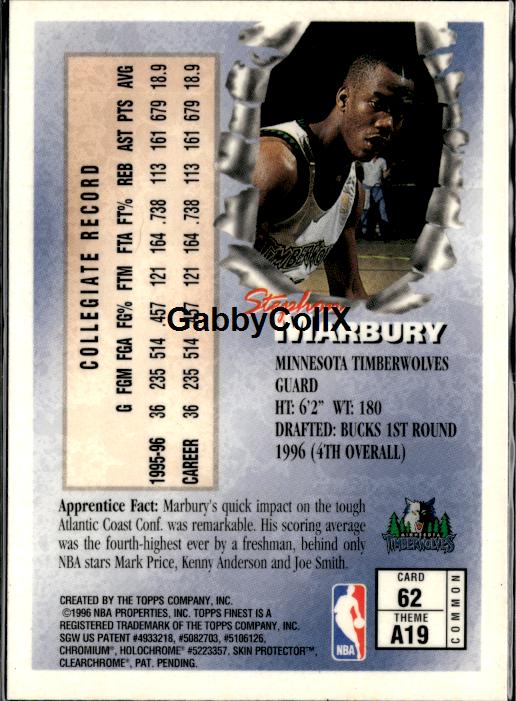 COLLEGIATE RECORD
G FGM FGA FG% FTM FTA FT% REB AST PTS AVG
1995-96 36 235 514 .457 121 164 .738 113 161 679 18.9
CAREER 36 235 514 .457 121 164 .738 113 161 679 18.9
Stephon
MARBURY
GabbyCollX
MINNESOTA TIMBERWOLVES
GUARD
HT: 6'2" WT: 180
DRAFTED: BUCKS 1ST ROUND
1996 (4TH OVERALL)
Apprentice Fact: Marbury's quick impact on the tough
Atlantic Coast Conf. was remarkable. His scoring average
was the fourth-highest ever by a freshman, behind only
NBA stars Mark Price, Kenny Anderson and Joe Smith.
MINNESOTA
TIMBERWOLVES
CREATED BY THE TOPPS COMPANY, INC.
©1996 NBA PROPERTIES, INC. TOPPS FINEST IS A
REGISTERED TRADEMARK OF THE TOPPS COMPANY, INC.
SGW US PATENT #4933218, #5082703, #5106126,
CHROMIUM®, HOLOCHROME® #5223357. SKIN PROTECTOR™,
CLEARCHROME®, PAT. PENDING.
NBA
CARD
62
THEME
A19
COMMON